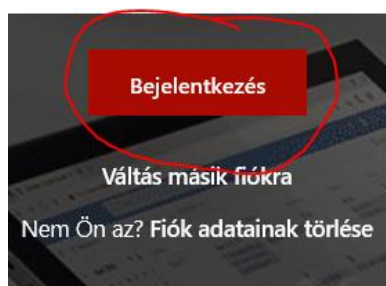 Bejelentkezés
Váltás másik fiókra
Nem Ön az? Fiók adatainak törlése